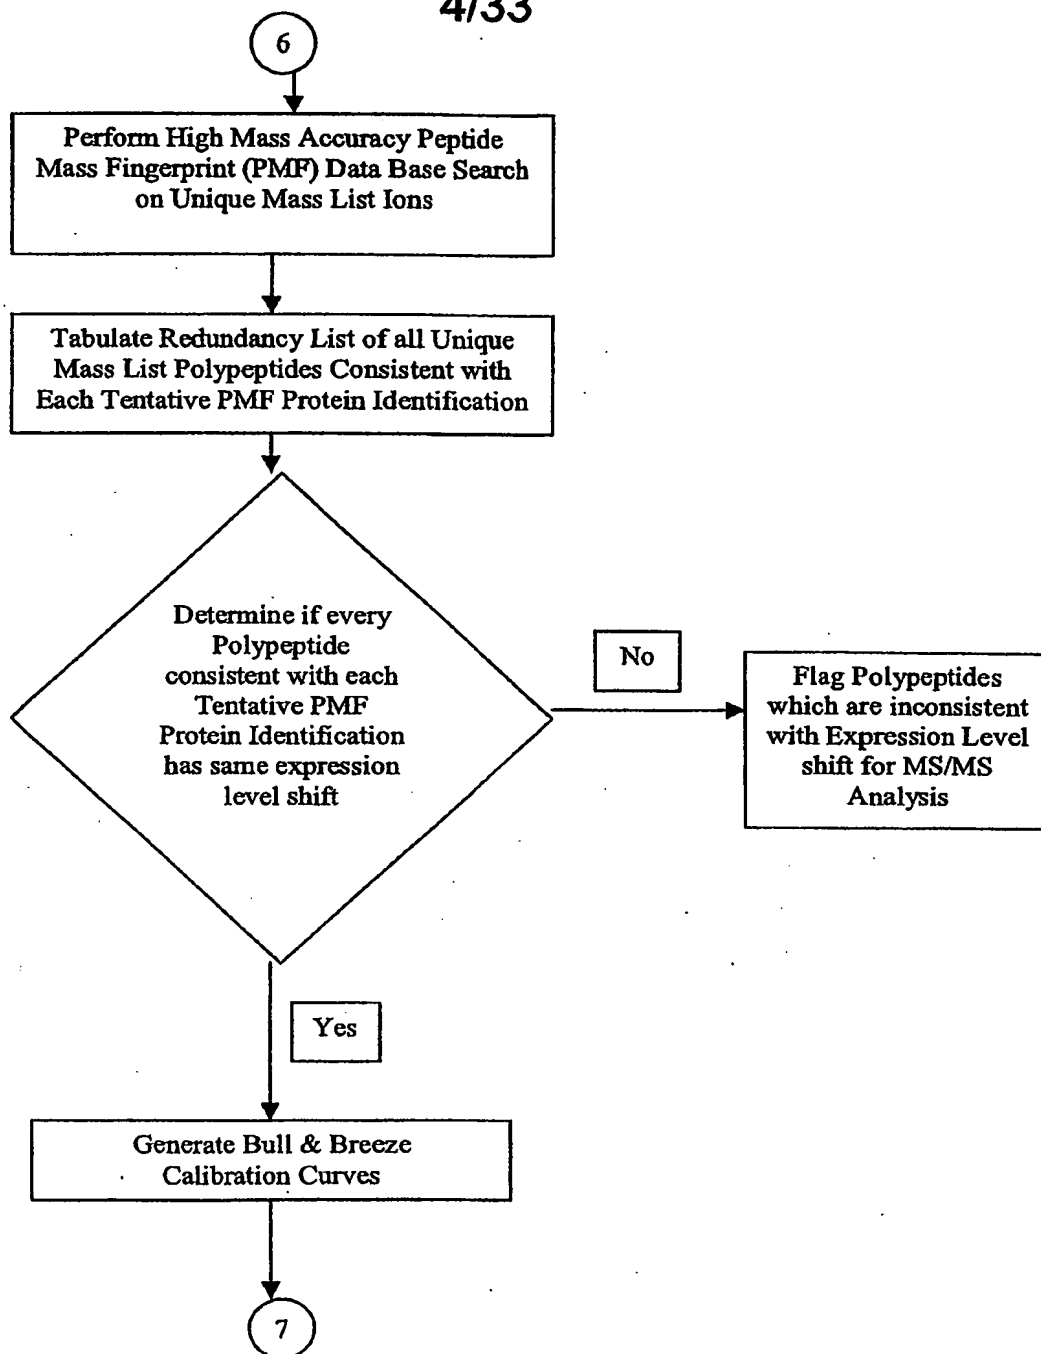 4/33
6
Perform High Mass Accuracy Peptide
Mass Fingerprint (PMF) Data Base Search
on Unique Mass List Ions
Tabulate Redundancy List of all Unique
Mass List Polypeptides Consistent with
Each Tentative PMF Protein Identification
Determine if every
Polypeptide
consistent with each
Tentative PMF
Protein Identification
has same expression
level shift
No
Flag Polypeptides
which are inconsistent
with Expression Level
shift for MS/MS
Analysis
Yes
Generate Bull & Breeze
Calibration Curves
7